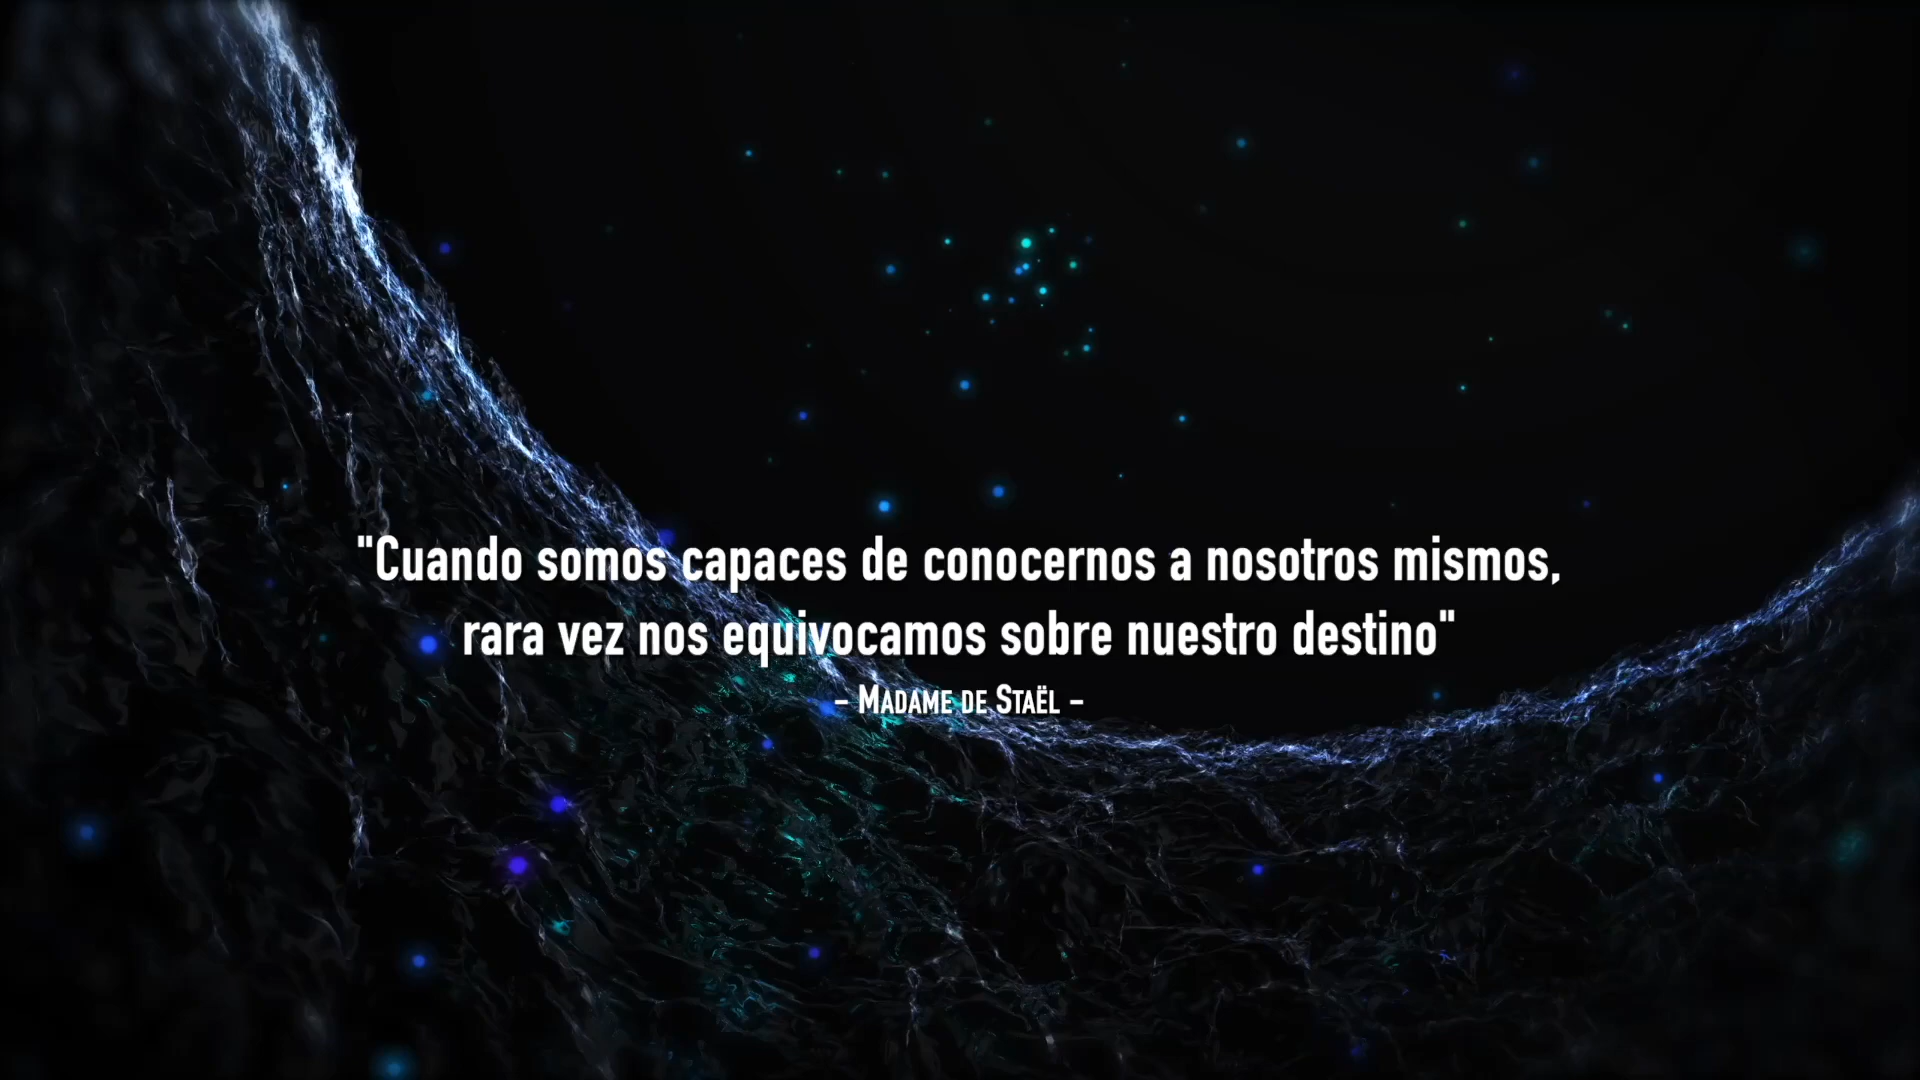 "Cuando somos capaces de conocernos a nosotros mismos,
rara vez nos equivocamos sobre nuestro destino"
– Madame de Staël –